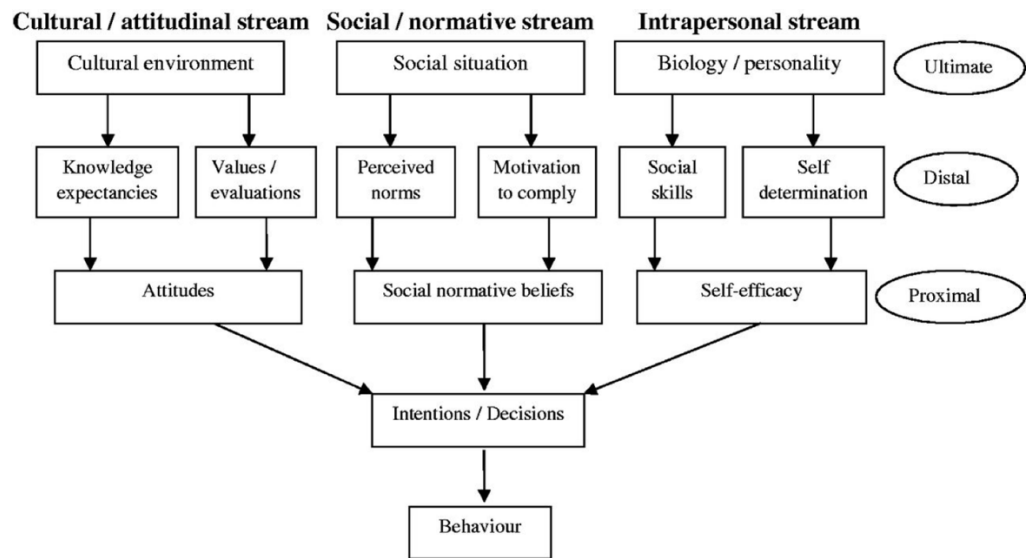 Cultural / attitudinal stream
Social / normative stream
Intrapersonal stream
Cultural environment
Social situation
Biology / personality
Ultimate
Knowledge
expectancies
Values /
evaluations
Perceived
norms
Motivation
to comply
Social
skills
Self
determination
Distal
Attitudes
Social normative beliefs
Self-efficacy
Proximal
Intentions / Decisions
Behaviour